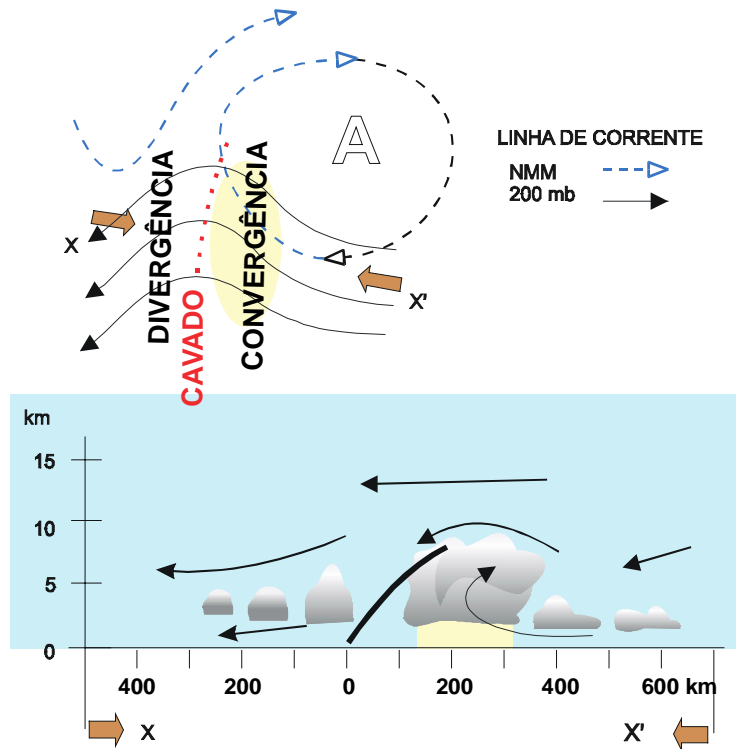 A
LINHA DE CORRENTE
NMM
200 mb
DIVERGÊNCIA
CAVADO
CONVERGÊNCIA
X
X'
km
15
10
5
0
400 200 0 200 400 600 km
X X'